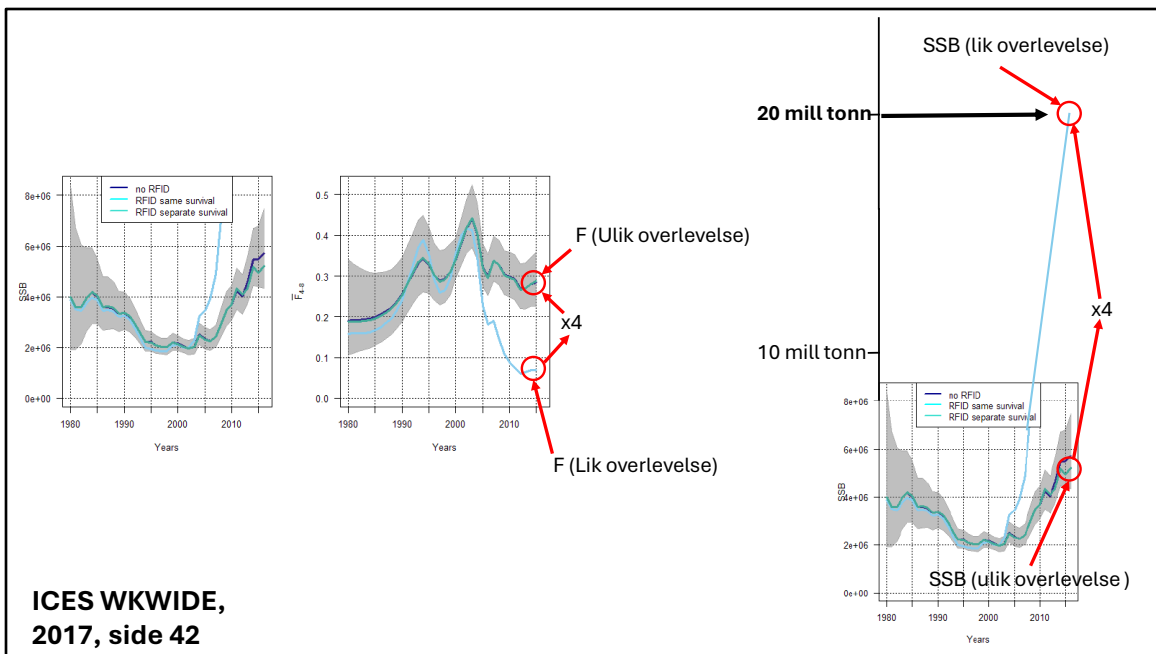 SSB (lik overlevelse)
20 mill tonn
no RFID
RFID same survival
RFID separate survival
8e+06
6e+06
4e+06
2e+06
0e+00
SSB
1980
1990
2000
2010
Years
0.5
0.4
0.3
0.2
0.1
0.0
F̅4-8
1980
1990
2000
2010
Years
F (Ulik overlevelse)
x4
F (Lik overlevelse)
x4
10 mill tonn
no RFID
RFID same survival
RFID separate survival
8e+06
6e+06
4e+06
2e+06
0e+00
SSB
1980
1990
2000
2010
Years
SSB (ulik overlevelse )
ICES WKWIDE,
2017, side 42